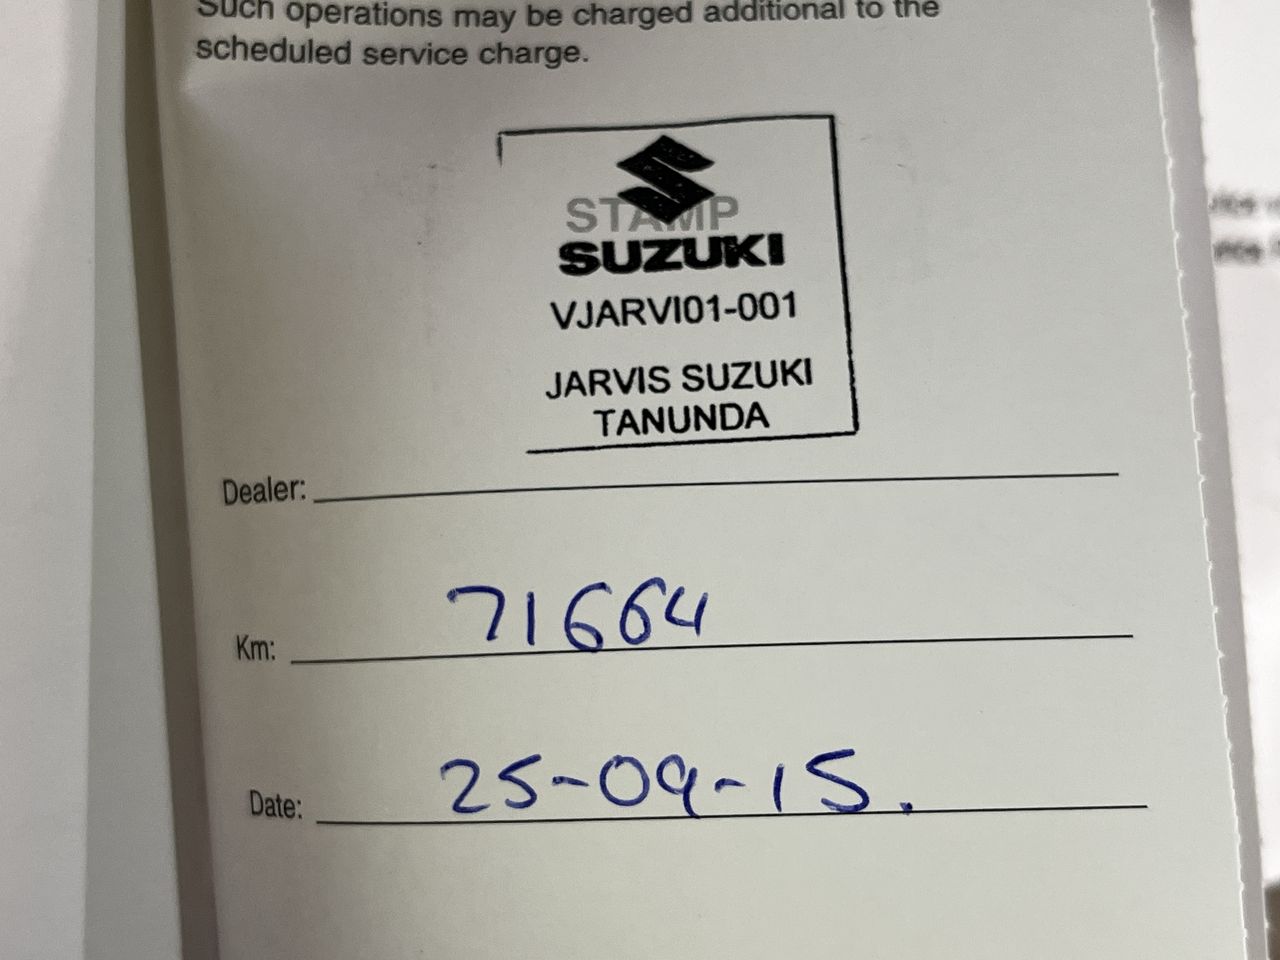 Such operations may be charged additional to the
scheduled service charge.
STAMP
SUZUKI
VJARVI01-001
JARVIS SUZUKI
TANUNDA
Dealer:
Km: 71664
Date: 25-09-15.